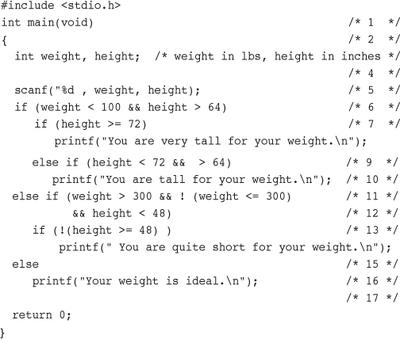 #include <stdio.h>
int main(void) /* 1 */
{ /* 2 */
int weight, height; /* weight in lbs, height in inches */
/* 4 */
scanf("%d , weight, height); /* 5 */
if (weight < 100 && height > 64) /* 6 */
if (height >= 72) /* 7 */
printf("You are very tall for your weight.\n");
else if (height < 72 && > 64) /* 9 */
printf("You are tall for your weight.\n"); /* 10 */
else if (weight > 300 && ! (weight <= 300) /* 11 */
&& height < 48) /* 12 */
if (!(height >= 48) ) /* 13 */
printf(" You are quite short for your weight.\n");
else /* 15 */
printf("Your weight is ideal.\n"); /* 16 */
/* 17 */
return 0;
}